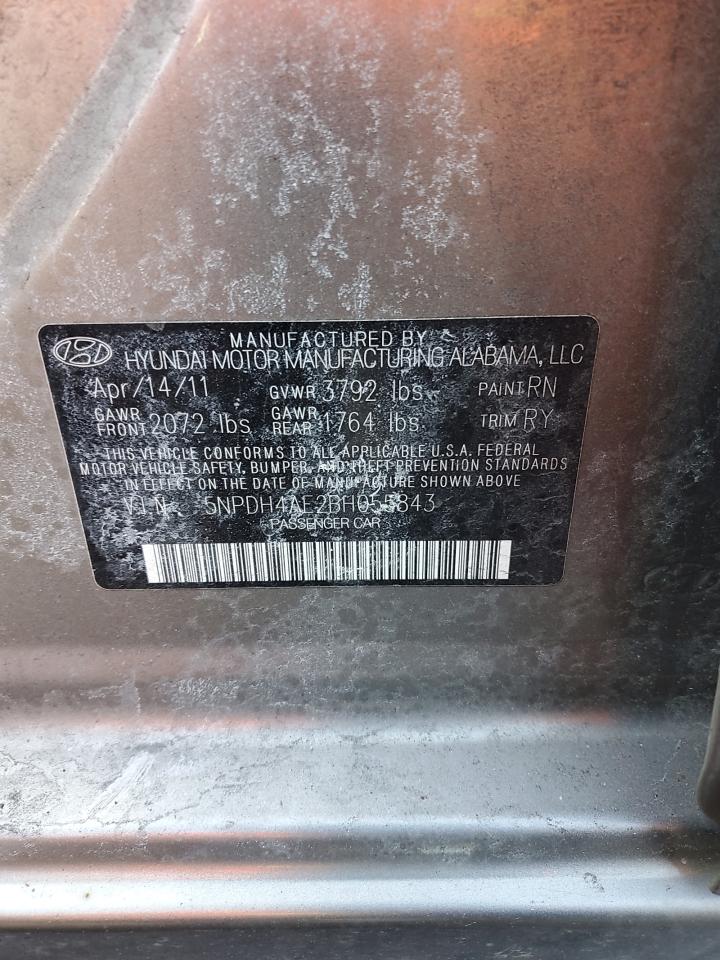 MANUFACTURED BY
HYUNDAI MOTOR MANUFACTURING ALABAMA, LLC
Apr/14/11 GVWR 3792 lbs PAINT RN
GAWR FRONT 2072 lbs GAWR REAR 1764 lbs TRIM RY
THIS VEHICLE CONFORMS TO ALL APPLICABLE U.S.A. FEDERAL
MOTOR VEHICLE SAFETY, BUMPER, AND THEFT PREVENTION STANDARDS
IN EFFECT ON THE DATE OF MANUFACTURE SHOWN ABOVE
VIN 5NPDH4AE2BH055843
PASSENGER CAR